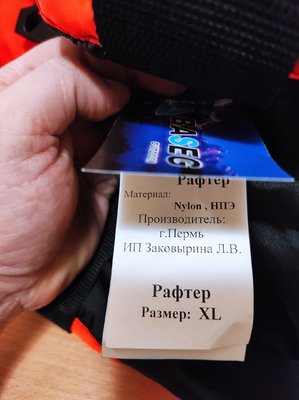 BASEG
Рафтер
Материал:
Nylon , НПЭ
Производитель:
г.Пермь
ИП Заковырина Л.В.
Рафтер
Размер: XL